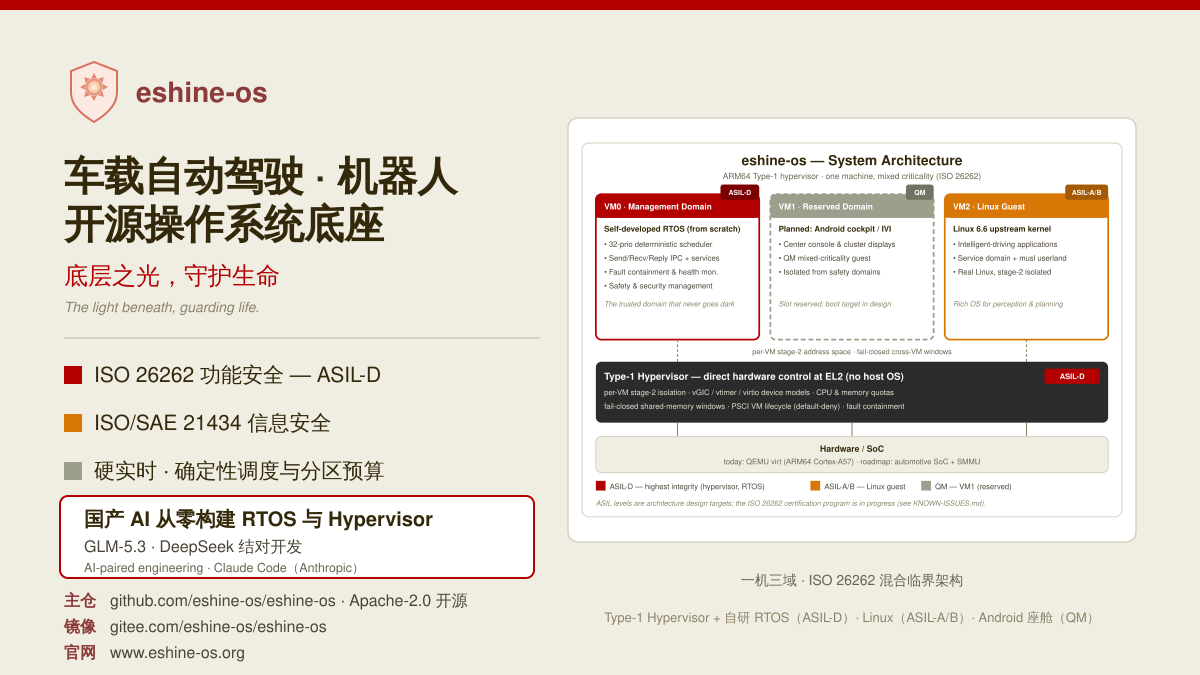 eshine-os
车载自动驾驶 · 机器人
开源操作系统底座
底层之光，守护生命
The light beneath, guarding life.
ISO 26262 功能安全 — ASIL-D
ISO/SAE 21434 信息安全
硬实时 · 确定性调度与分区预算
国产 AI 从零构建 RTOS 与 Hypervisor
GLM-5.3 · DeepSeek 结对开发
AI-paired engineering · Claude Code（Anthropic）
主仓 github.com/eshine-os/eshine-os · Apache-2.0 开源
镜像 gitee.com/eshine-os/eshine-os
官网 www.eshine-os.org
eshine-os — System Architecture
ARM64 Type-1 hypervisor · one machine, mixed criticality (ISO 26262)
ASIL-D
VM0 · Management Domain
Self-developed RTOS (from scratch)
• 32-prio deterministic scheduler
• Send/Recv/Reply IPC + services
• Fault containment & health mon.
• Safety & security management
The trusted domain that never goes dark
QM
VM1 · Reserved Domain
Planned: Android cockpit / IVI
• Center console & cluster displays
• QM mixed-criticality guest
• Isolated from safety domains
Slot reserved; boot target in design
ASIL-A/B
VM2 · Linux Guest
Linux 6.6 upstream kernel
• Intelligent-driving applications
• Service domain + musl userland
• Real Linux, stage-2 isolated
Rich OS for perception & planning
per-VM stage-2 address space · fail-closed cross-VM windows
Type-1 Hypervisor — direct hardware control at EL2 (no host OS)
ASIL-D
per-VM stage-2 isolation · vGIC / vtimer / virtio device models · CPU & memory quotas
fail-closed shared-memory windows · PSCI VM lifecycle (default-deny) · fault containment
Hardware / SoC
today: QEMU virt (ARM64 Cortex-A57) · roadmap: automotive SoC + SMMU
ASIL-D — highest integrity (hypervisor, RTOS)
ASIL-A/B — Linux guest
QM — VM1 (reserved)
ASIL levels are architecture design targets; the ISO 26262 certification program is in progress (see KNOWN-ISSUES.md).
一机三域 · ISO 26262 混合临界架构
Type-1 Hypervisor + 自研 RTOS（ASIL-D）· Linux（ASIL-A/B）· Android 座舱（QM）